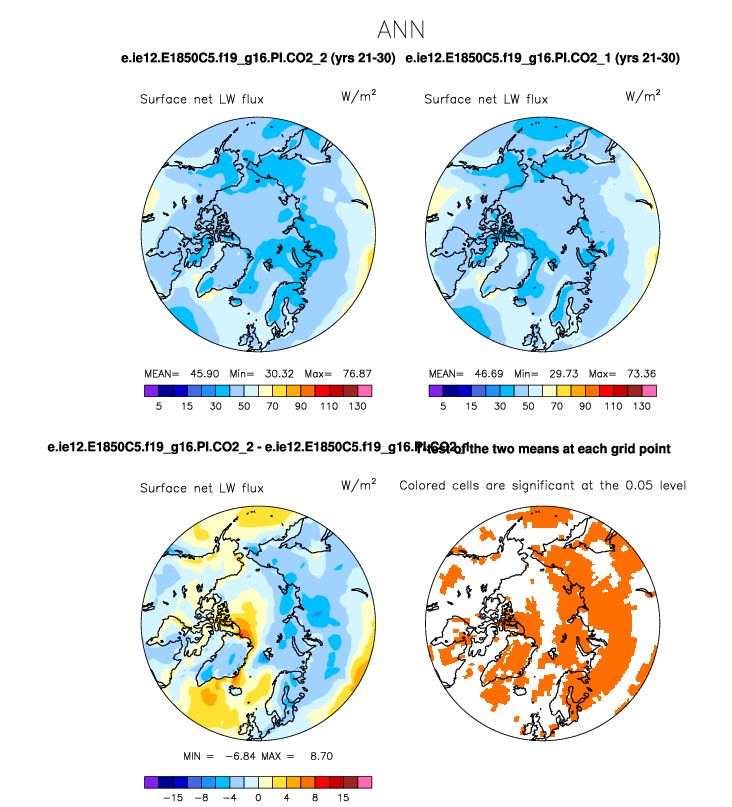 ANN
e.ie12.E1850C5.f19_g16.PI.CO2_2 (yrs 21-30) e.ie12.E1850C5.f19_g16.PI.CO2_1 (yrs 21-30)
Surface net LW flux W/m²
Surface net LW flux W/m²
MEAN= 45.90 Min= 30.32 Max= 76.87
MEAN= 46.69 Min= 29.73 Max= 73.36
5 15 30 50 70 90 110 130
5 15 30 50 70 90 110 130
e.ie12.E1850C5.f19_g16.PI.CO2_2 - e.ie12.E1850C5.f19_g16.PI.CO2_1
T-test of the two means at each grid point
Surface net LW flux W/m²
Colored cells are significant at the 0.05 level
MIN = -6.84 MAX = 8.70
-15 -8 -4 0 4 8 15